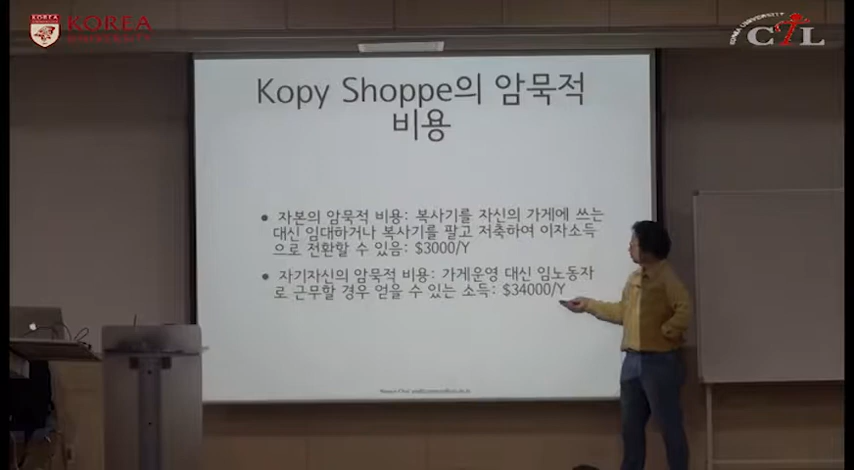 KOREA
UNIVERSITY
CTL
Kopy Shoppe의 암묵적
비용
• 자본의 암묵적 비용: 복사기를 자신의 가게에 쓰는
대신 임대하거나 복사기를 팔고 저축하여 이자소득
으로 전환할 수 있음: $3000/Y
• 자기자신의 암묵적 비용: 가게운영 대신 임노동자
로 근무할 경우 얻을 수 있는 소득: $34000/Y